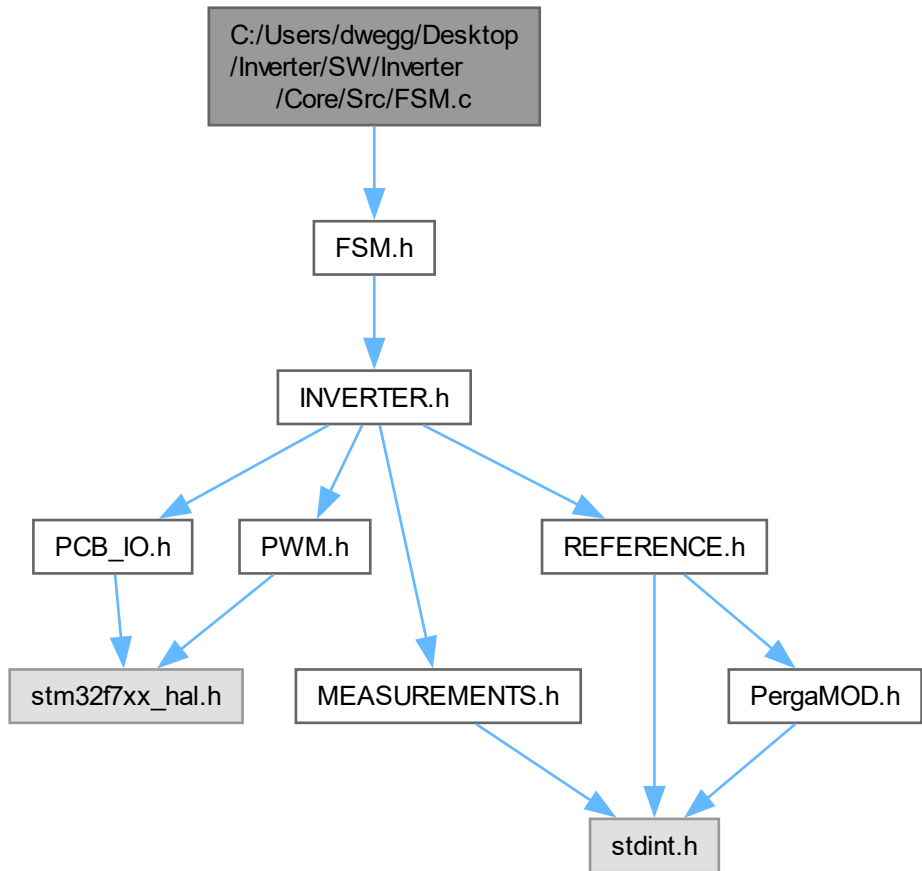 C:/Users/dwegg/Desktop
/Inverter/SW/Inverter
/Core/Src/FSM.c
FSM.h
INVERTER.h
PCB_IO.h
PWM.h
REFERENCE.h
stm32f7xx_hal.h
MEASUREMENTS.h
PergaMOD.h
stdint.h